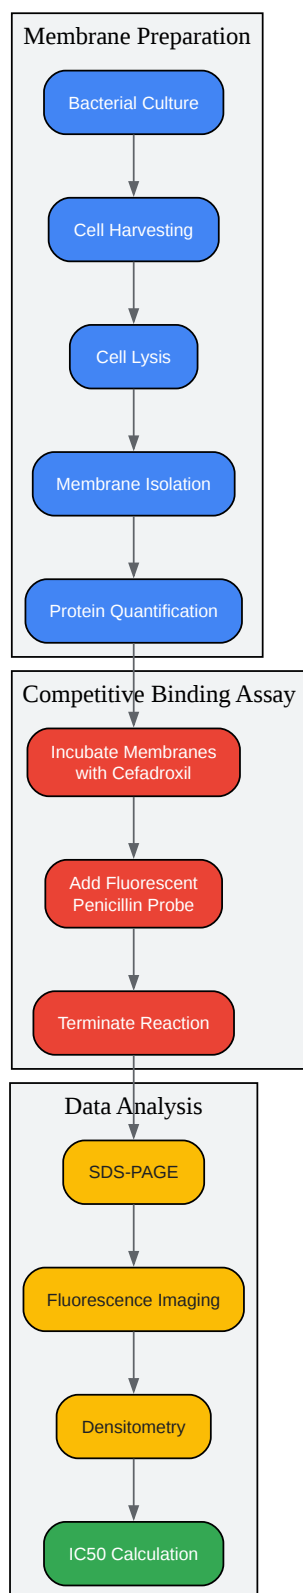 Membrane Preparation
Bacterial Culture
Cell Harvesting
Cell Lysis
Membrane Isolation
Protein Quantification
Competitive Binding Assay
Incubate Membranes
with Cefadroxil
Add Fluorescent
Penicillin Probe
Terminate Reaction
Data Analysis
SDS-PAGE
Fluorescence Imaging
Densitometry
IC50 Calculation